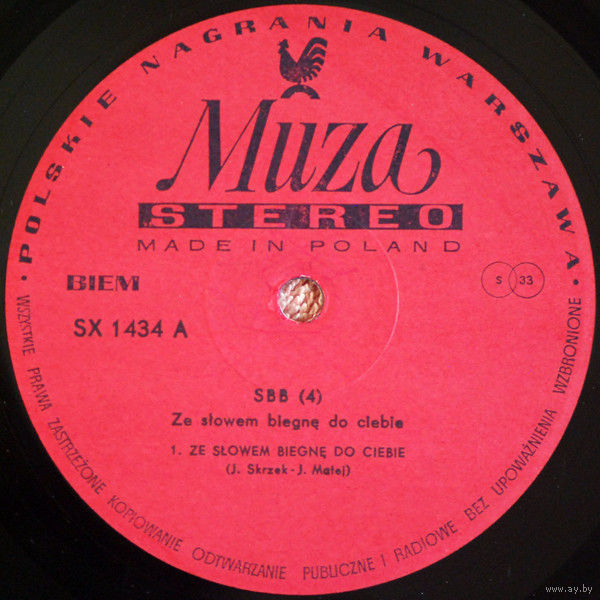 POLSKIE NAGRANIA WARSZAWA
Muza
STEREO
MADE IN POLAND
BIEM
S 33
SX 1434 A
SBB (4)
Ze słowem biegnę do ciebie
1. ZE SŁOWEM BIEGNĘ DO CIEBIE
(J. Skrzek - J. Matej)
• WSZYSTKIE PRAWA ZASTRZEŻONE KOPIOWANIE ODTWARZANIE PUBLICZNE I RADIOWE BEZ UPOWAŻNIENIA WZBRONIONE •
www.ay.by